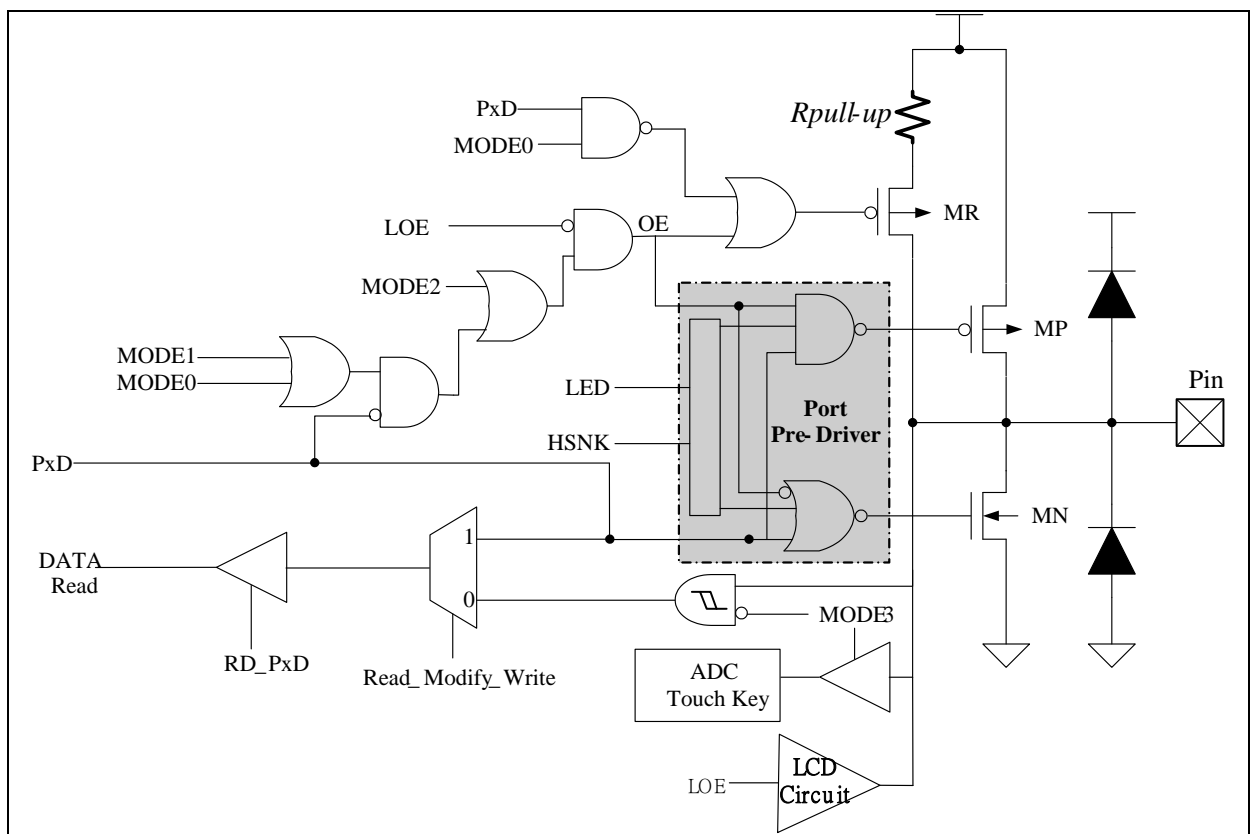 Rpull-up
PxD
MODE0
MR
LOE
OE
MODE2
MP
MODE1
MODE0
LED
Port
Pre-Driver
HSNK
Pin
PxD
MN
1
DATA
Read
0
MODE3
RD_PxD
Read_Modify_Write
ADC
Touch Key
LOE
LCD
Circuit